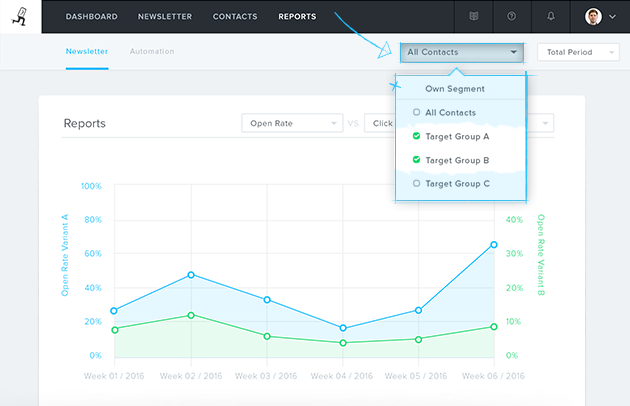 DASHBOARD NEWSLETTER CONTACTS REPORTS
Newsletter Automation All Contacts Total Period
Own Segment
All Contacts
Target Group A
Target Group B
Target Group C
Reports Open Rate VS. Click
100%
80%
60%
40%
20%
0%
Open Rate Variant A
40%
30%
20%
10%
0%
Open Rate Variant B
Week 01 / 2016 Week 02 / 2016 Week 03 / 2016 Week 04 / 2016 Week 05 / 2016 Week 06 / 2016